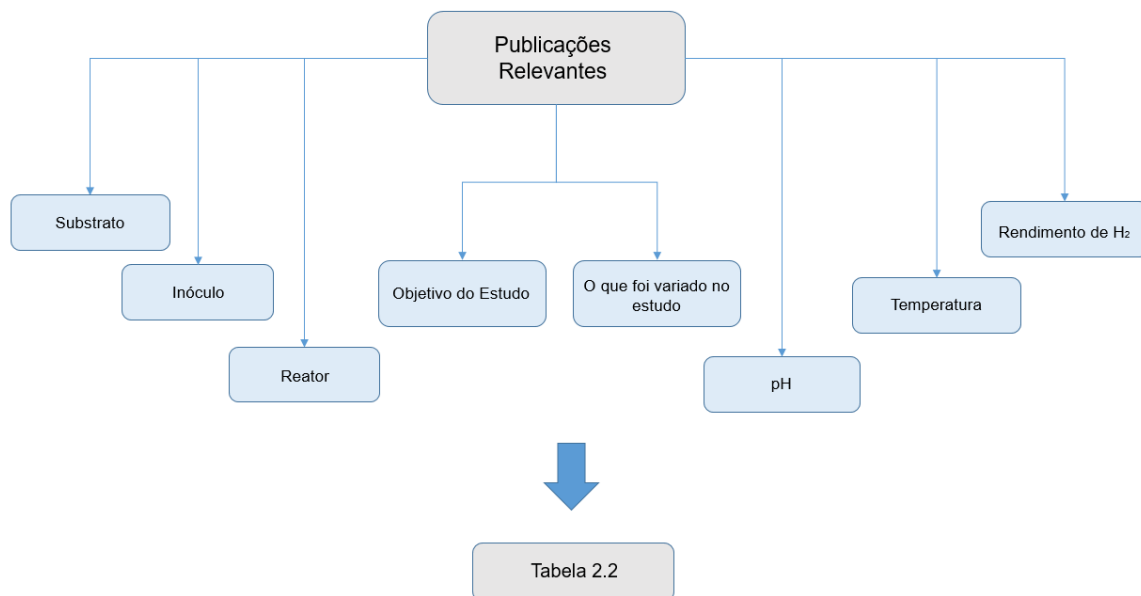 Publicações
Relevantes
Substrato
Inóculo
Reator
Objetivo do Estudo
O que foi variado no
estudo
pH
Temperatura
Rendimento de H₂
Tabela 2.2